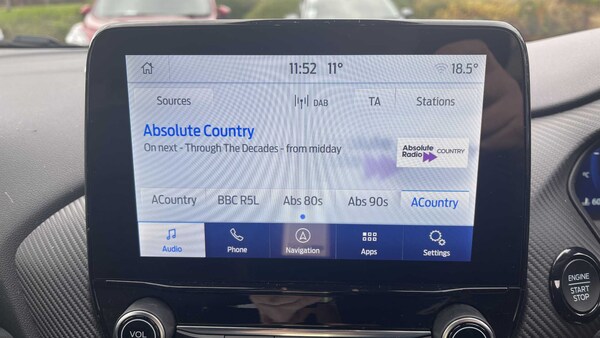 11:52 11° 18.5°
Sources DAB TA Stations
Absolute Country
On next - Through The Decades - from midday
Absolute
Radio COUNTRY
ACountry BBC R5L Abs 80s Abs 90s ACountry
Audio Phone Navigation Apps Settings
ENGINE
START
STOP
VOL